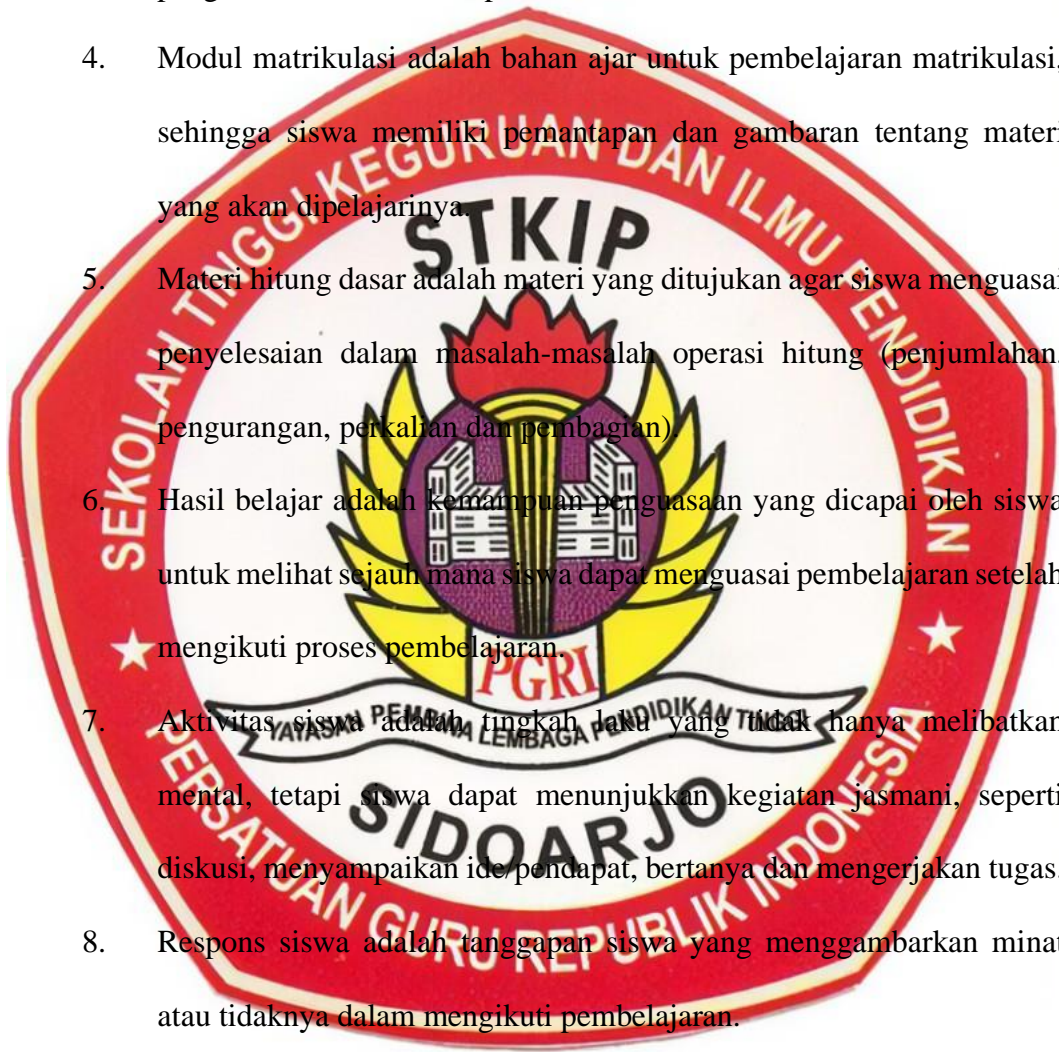 4. Modul matrikulasi adalah bahan ajar untuk pembelajaran matrikulasi,
sehingga siswa memiliki pemantapan dan gambaran tentang materi
yang akan dipelajarinya.
5. Materi hitung dasar adalah materi yang ditujukan agar siswa menguasai
penyelesaian dalam masalah-masalah operasi hitung (penjumlahan,
pengurangan, perkalian dan pembagian).
6. Hasil belajar adalah kemampuan penguasaan yang dicapai oleh siswa
untuk melihat sejauh mana siswa dapat menguasai pembelajaran setelah
mengikuti proses pembelajaran.
7. Aktivitas siswa adalah tingkah laku yang tidak hanya melibatkan
mental, tetapi siswa dapat menunjukkan kegiatan jasmani, seperti
diskusi, menyampaikan ide/pendapat, bertanya dan mengerjakan tugas.
8. Respons siswa adalah tanggapan siswa yang menggambarkan minat
atau tidaknya dalam mengikuti pembelajaran.
SEKOLAH TINGGI KEGURUAN DAN ILMU PENDIDIKAN
STKIP
PGRI
YAYASAN PEMBINA LEMBAGA PENDIDIKAN TINGGI
SIDOARJO
PERSATUAN GURU REPUBLIK INDONESIA